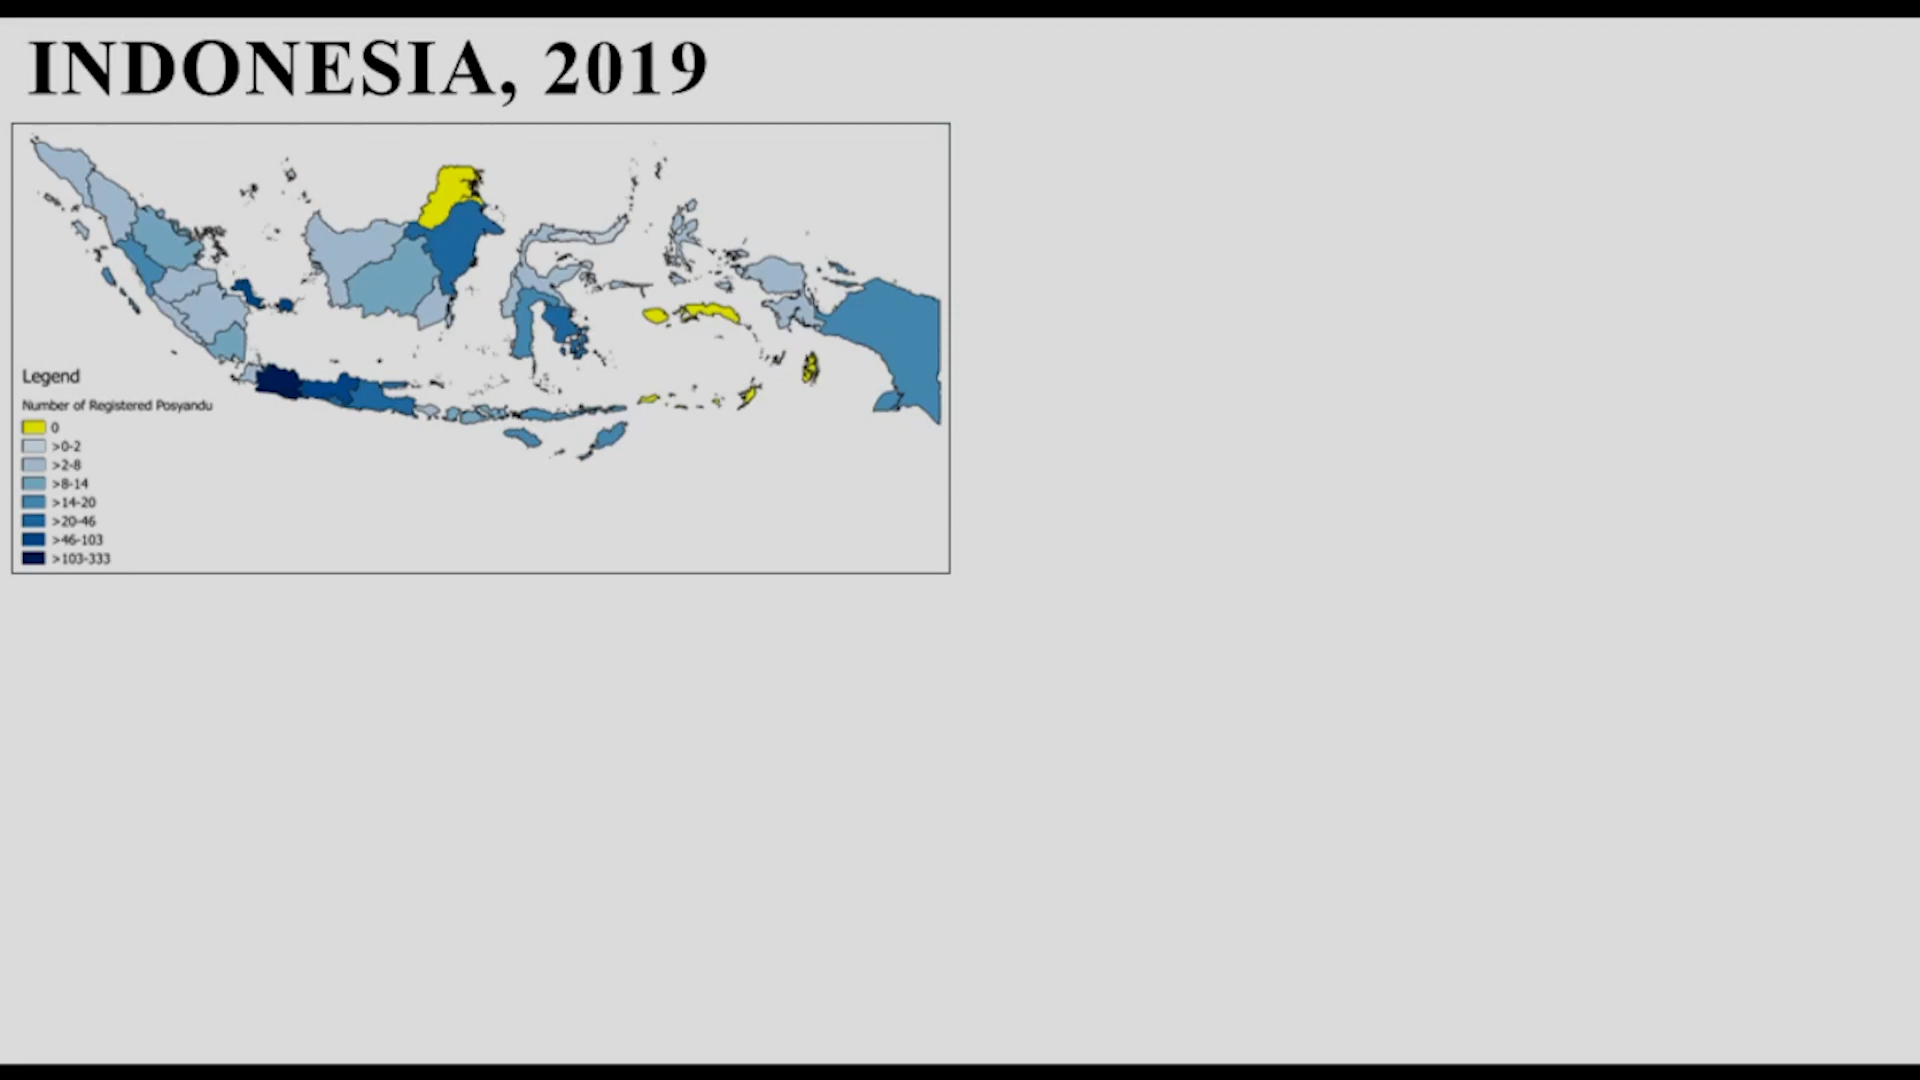 INDONESIA, 2019
Legend
Number of Registered Posyandu
0
>0-2
>2-8
>8-14
>14-20
>20-46
>46-103
>103-333